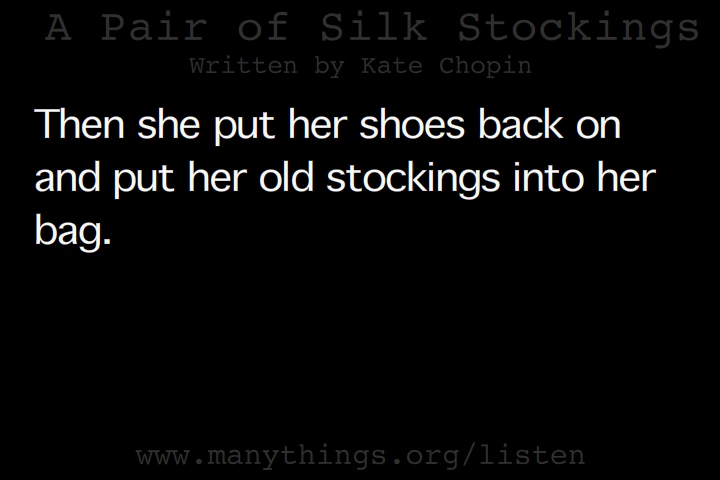 A Pair of Silk Stockings
Written by Kate Chopin
Then she put her shoes back on
and put her old stockings into her
bag.
www.manythings.org/listen